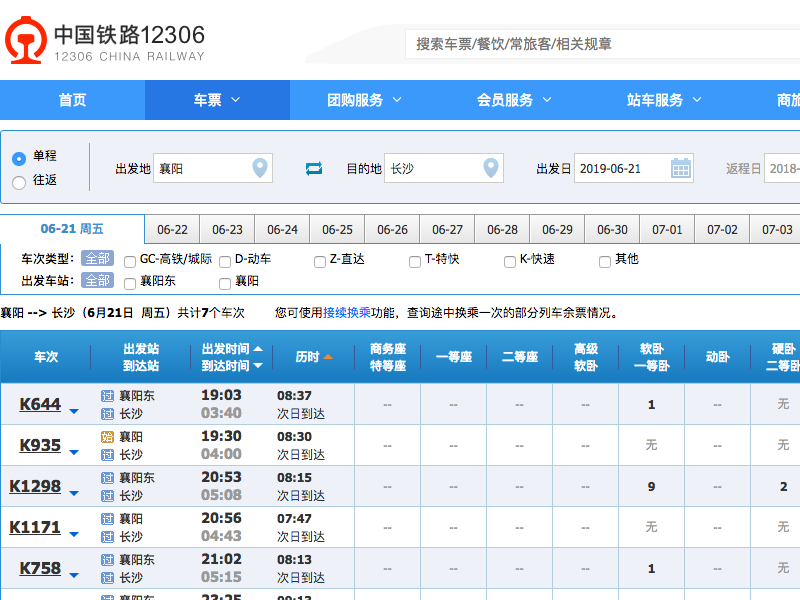 中国铁路12306
12306 CHINA RAILWAY
搜索车票/餐饮/常旅客/相关规章
首页 车票 团购服务 会员服务 站车服务 商旅
单程
往返
出发地 襄阳 目的地 长沙 出发日 2019-06-21 返程日 2018-
06-21 周五 06-22 06-23 06-24 06-25 06-26 06-27 06-28 06-29 06-30 07-01 07-02 07-03
车次类型： 全部 GC-高铁/城际 D-动车 Z-直达 T-特快 K-快速 其他
出发车站： 全部 襄阳东 襄阳
襄阳 --> 长沙（6月21日 周五）共计7个车次 您可使用接续换乘功能，查询途中换乘一次的部分列车余票情况。
车次 出发站 到达站 出发时间 到达时间 历时 商务座 特等座 一等座 二等座 高级 软卧 软卧 一等卧 动卧 硬卧 二等卧
K644 过 襄阳东 19:03 08:37 -- -- -- -- 1 -- 无
过 长沙 03:40 次日到达
K935 始 襄阳 19:30 08:30 -- -- -- -- 无 -- 无
过 长沙 04:00 次日到达
K1298 过 襄阳东 20:53 08:15 -- -- -- -- 9 -- 2
过 长沙 05:08 次日到达
K1171 过 襄阳 20:56 07:47 -- -- -- -- 无 -- 无
过 长沙 04:43 次日到达
K758 过 襄阳东 21:02 08:13 -- -- -- -- 1 -- 无
过 长沙 05:15 次日到达